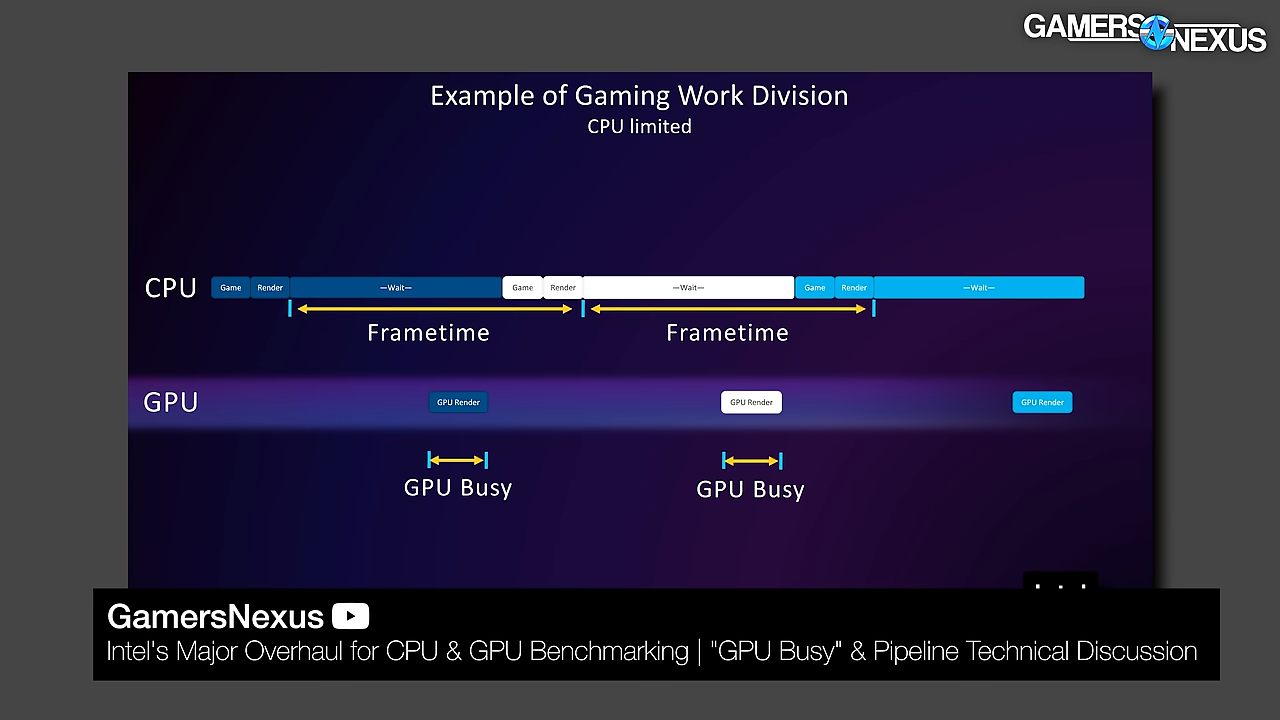 GAMERS NEXUS
Example of Gaming Work Division
CPU limited
CPU
Game Render —Wait— Game Render —Wait— Game Render —Wait—
Frametime Frametime
GPU
GPU Render GPU Render GPU Render
GPU Busy GPU Busy
GamersNexus
Intel's Major Overhaul for CPU & GPU Benchmarking | "GPU Busy" & Pipeline Technical Discussion